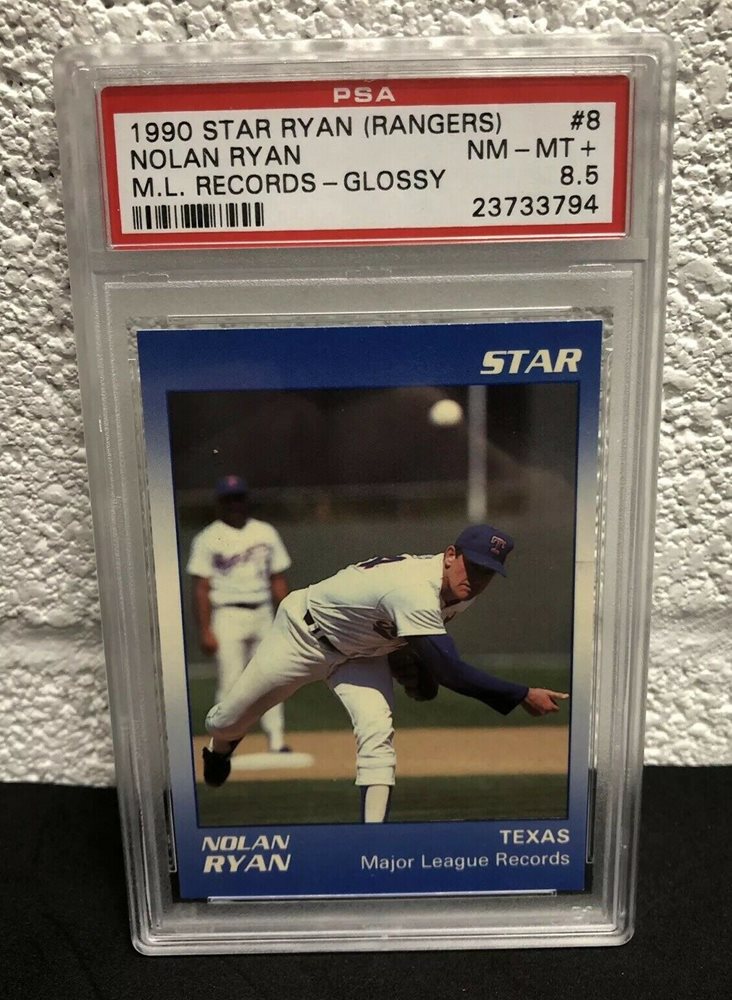 PSA
1990 STAR RYAN (RANGERS) #8
NOLAN RYAN NM-MT+
M.L. RECORDS-GLOSSY 8.5
23733794
STAR
T
NOLAN
RYAN
TEXAS
Major League Records